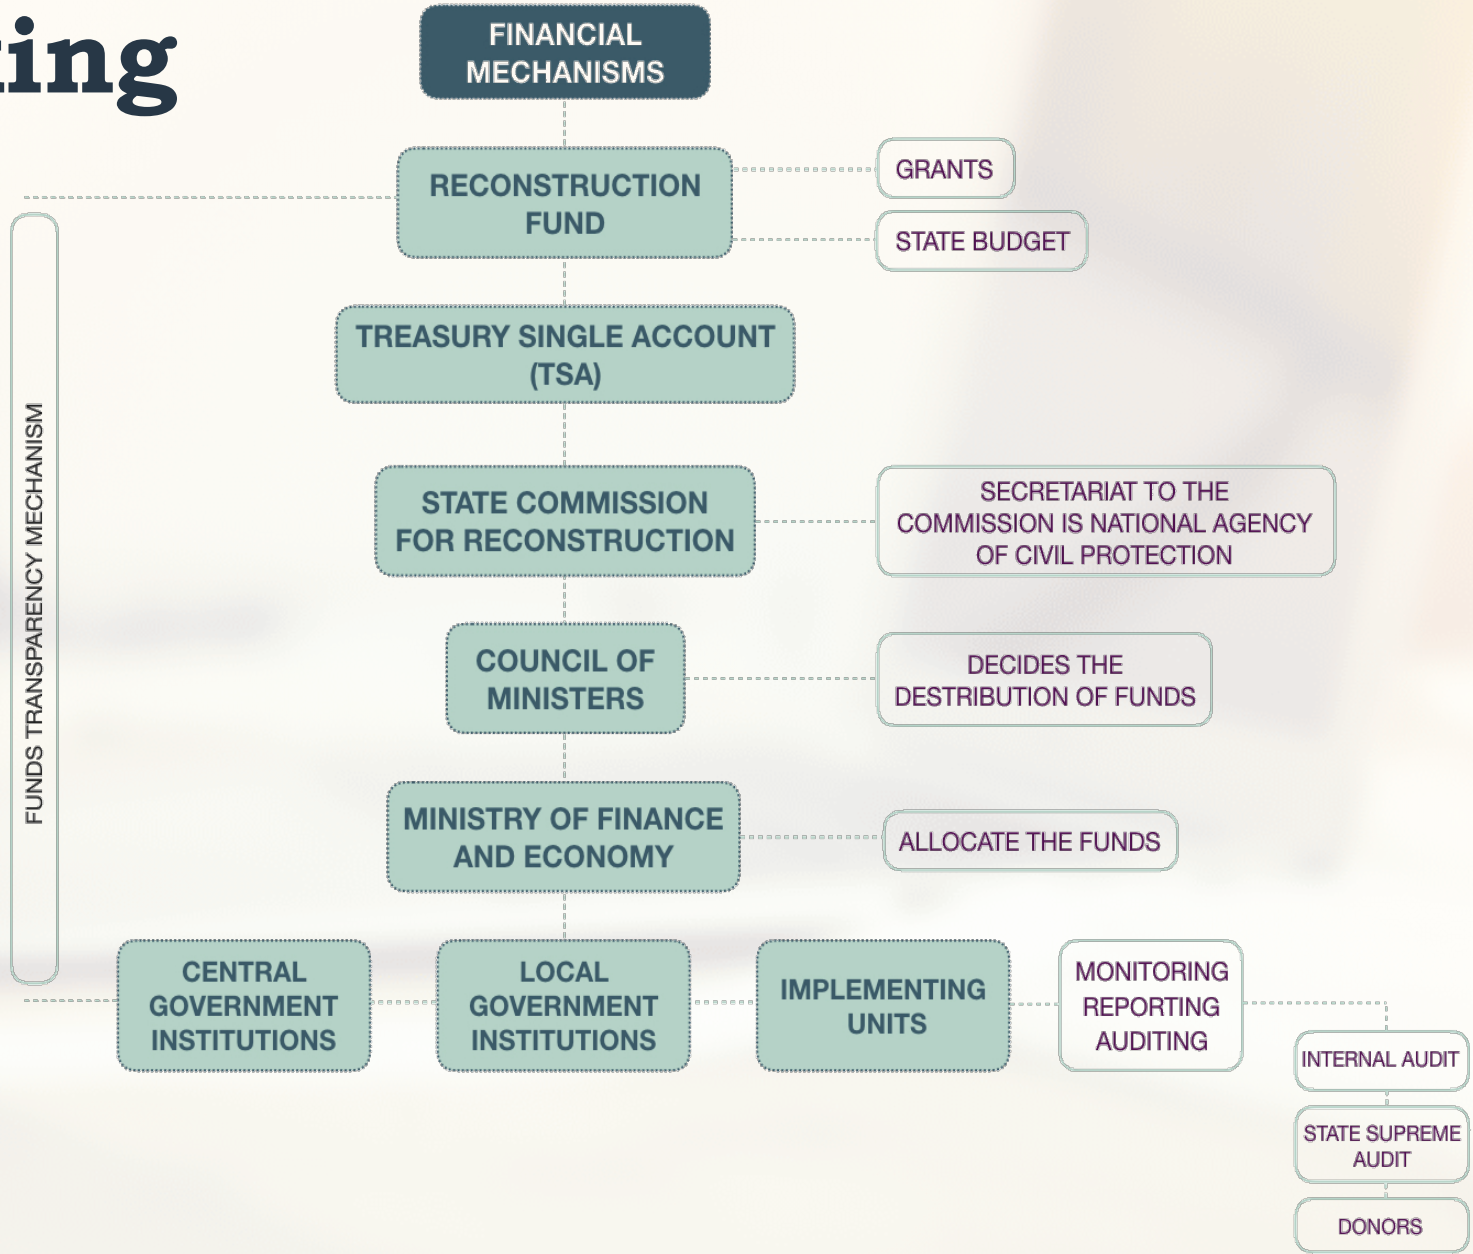 FINANCIAL
MECHANISMS
RECONSTRUCTION
FUND
GRANTS
STATE BUDGET
TREASURY SINGLE ACCOUNT
(TSA)
FUNDS TRANSPARENCY MECHANISM
STATE COMMISSION
FOR RECONSTRUCTION
SECRETARIAT TO THE
COMMISSION IS NATIONAL AGENCY
OF CIVIL PROTECTION
COUNCIL OF
MINISTERS
DECIDES THE
DESTRIBUTION OF FUNDS
MINISTRY OF FINANCE
AND ECONOMY
ALLOCATE THE FUNDS
CENTRAL
GOVERNMENT
INSTITUTIONS
LOCAL
GOVERNMENT
INSTITUTIONS
IMPLEMENTING
UNITS
MONITORING
REPORTING
AUDITING
INTERNAL AUDIT
STATE SUPREME
AUDIT
DONORS